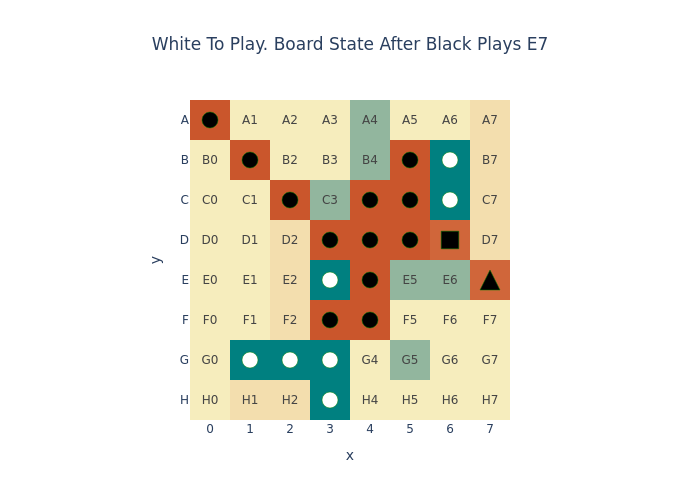 White To Play. Board State After Black Plays E7
A A1 A2 A3 A4 A5 A6 A7
B B0 B2 B3 B4 B7
C C0 C1 C3 C7
D D0 D1 D2 D7
E E0 E1 E2 E5 E6
F F0 F1 F2 F5 F6 F7
G G0 G4 G5 G6 G7
H H0 H1 H2 H4 H5 H6 H7
0 1 2 3 4 5 6 7
x
y